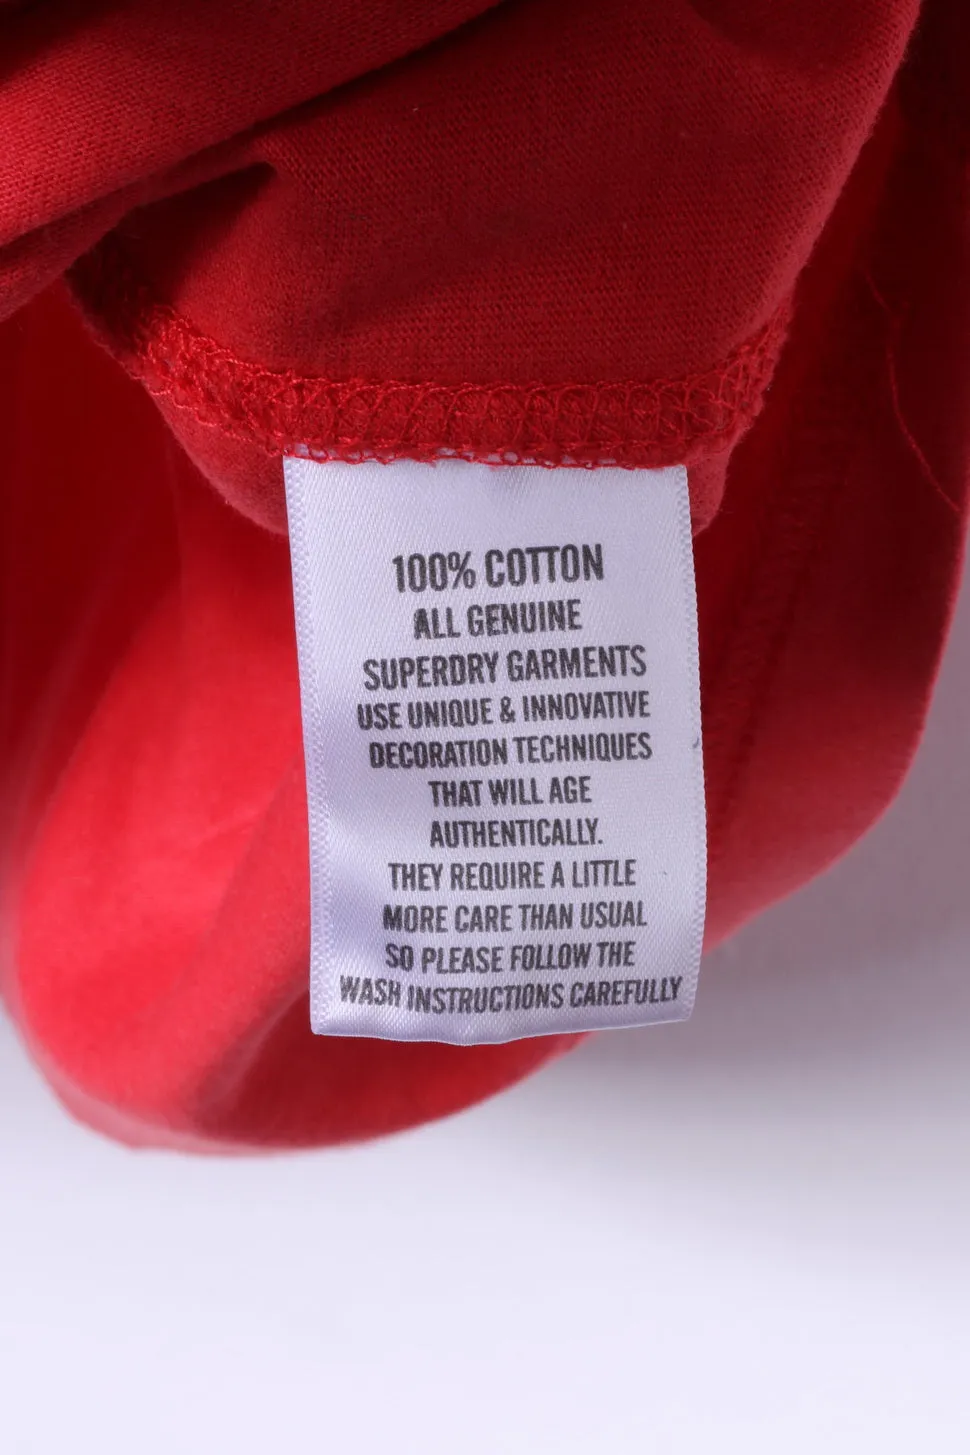 100% COTTON
ALL GENUINE
SUPERDRY GARMENTS
USE UNIQUE & INNOVATIVE
DECORATION TECHNIQUES
THAT WILL AGE
AUTHENTICALLY.
THEY REQUIRE A LITTLE
MORE CARE THAN USUAL
SO PLEASE FOLLOW THE
WASH INSTRUCTIONS CAREFULLY